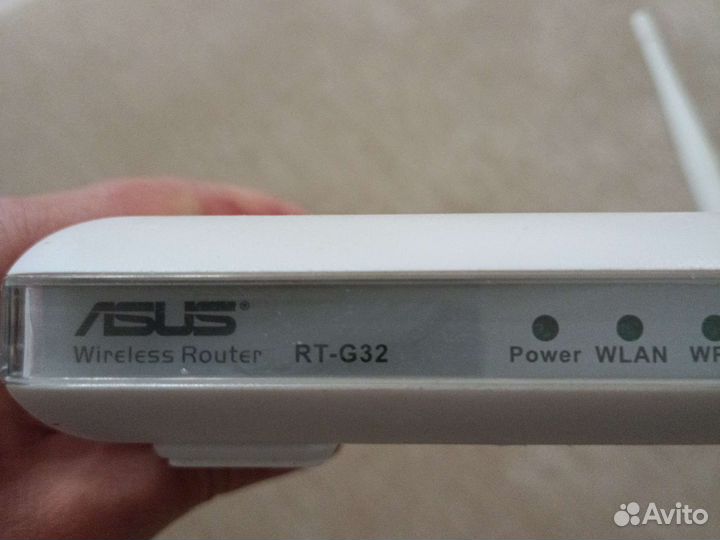 ASUS®
Wireless Router RT-G32
Power WLAN
Avito